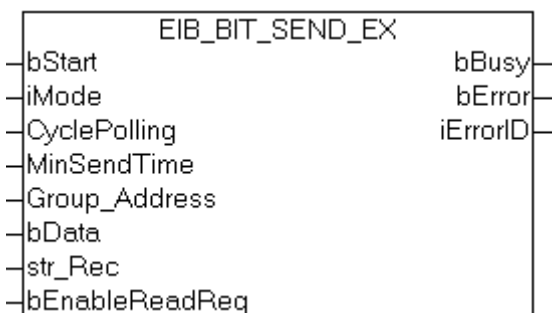 EIB_BIT_SEND_EX
bStart bBusy
iMode bError
CyclePolling iErrorID
MinSendTime
Group_Address
bData
str_Rec
bEnableReadReq